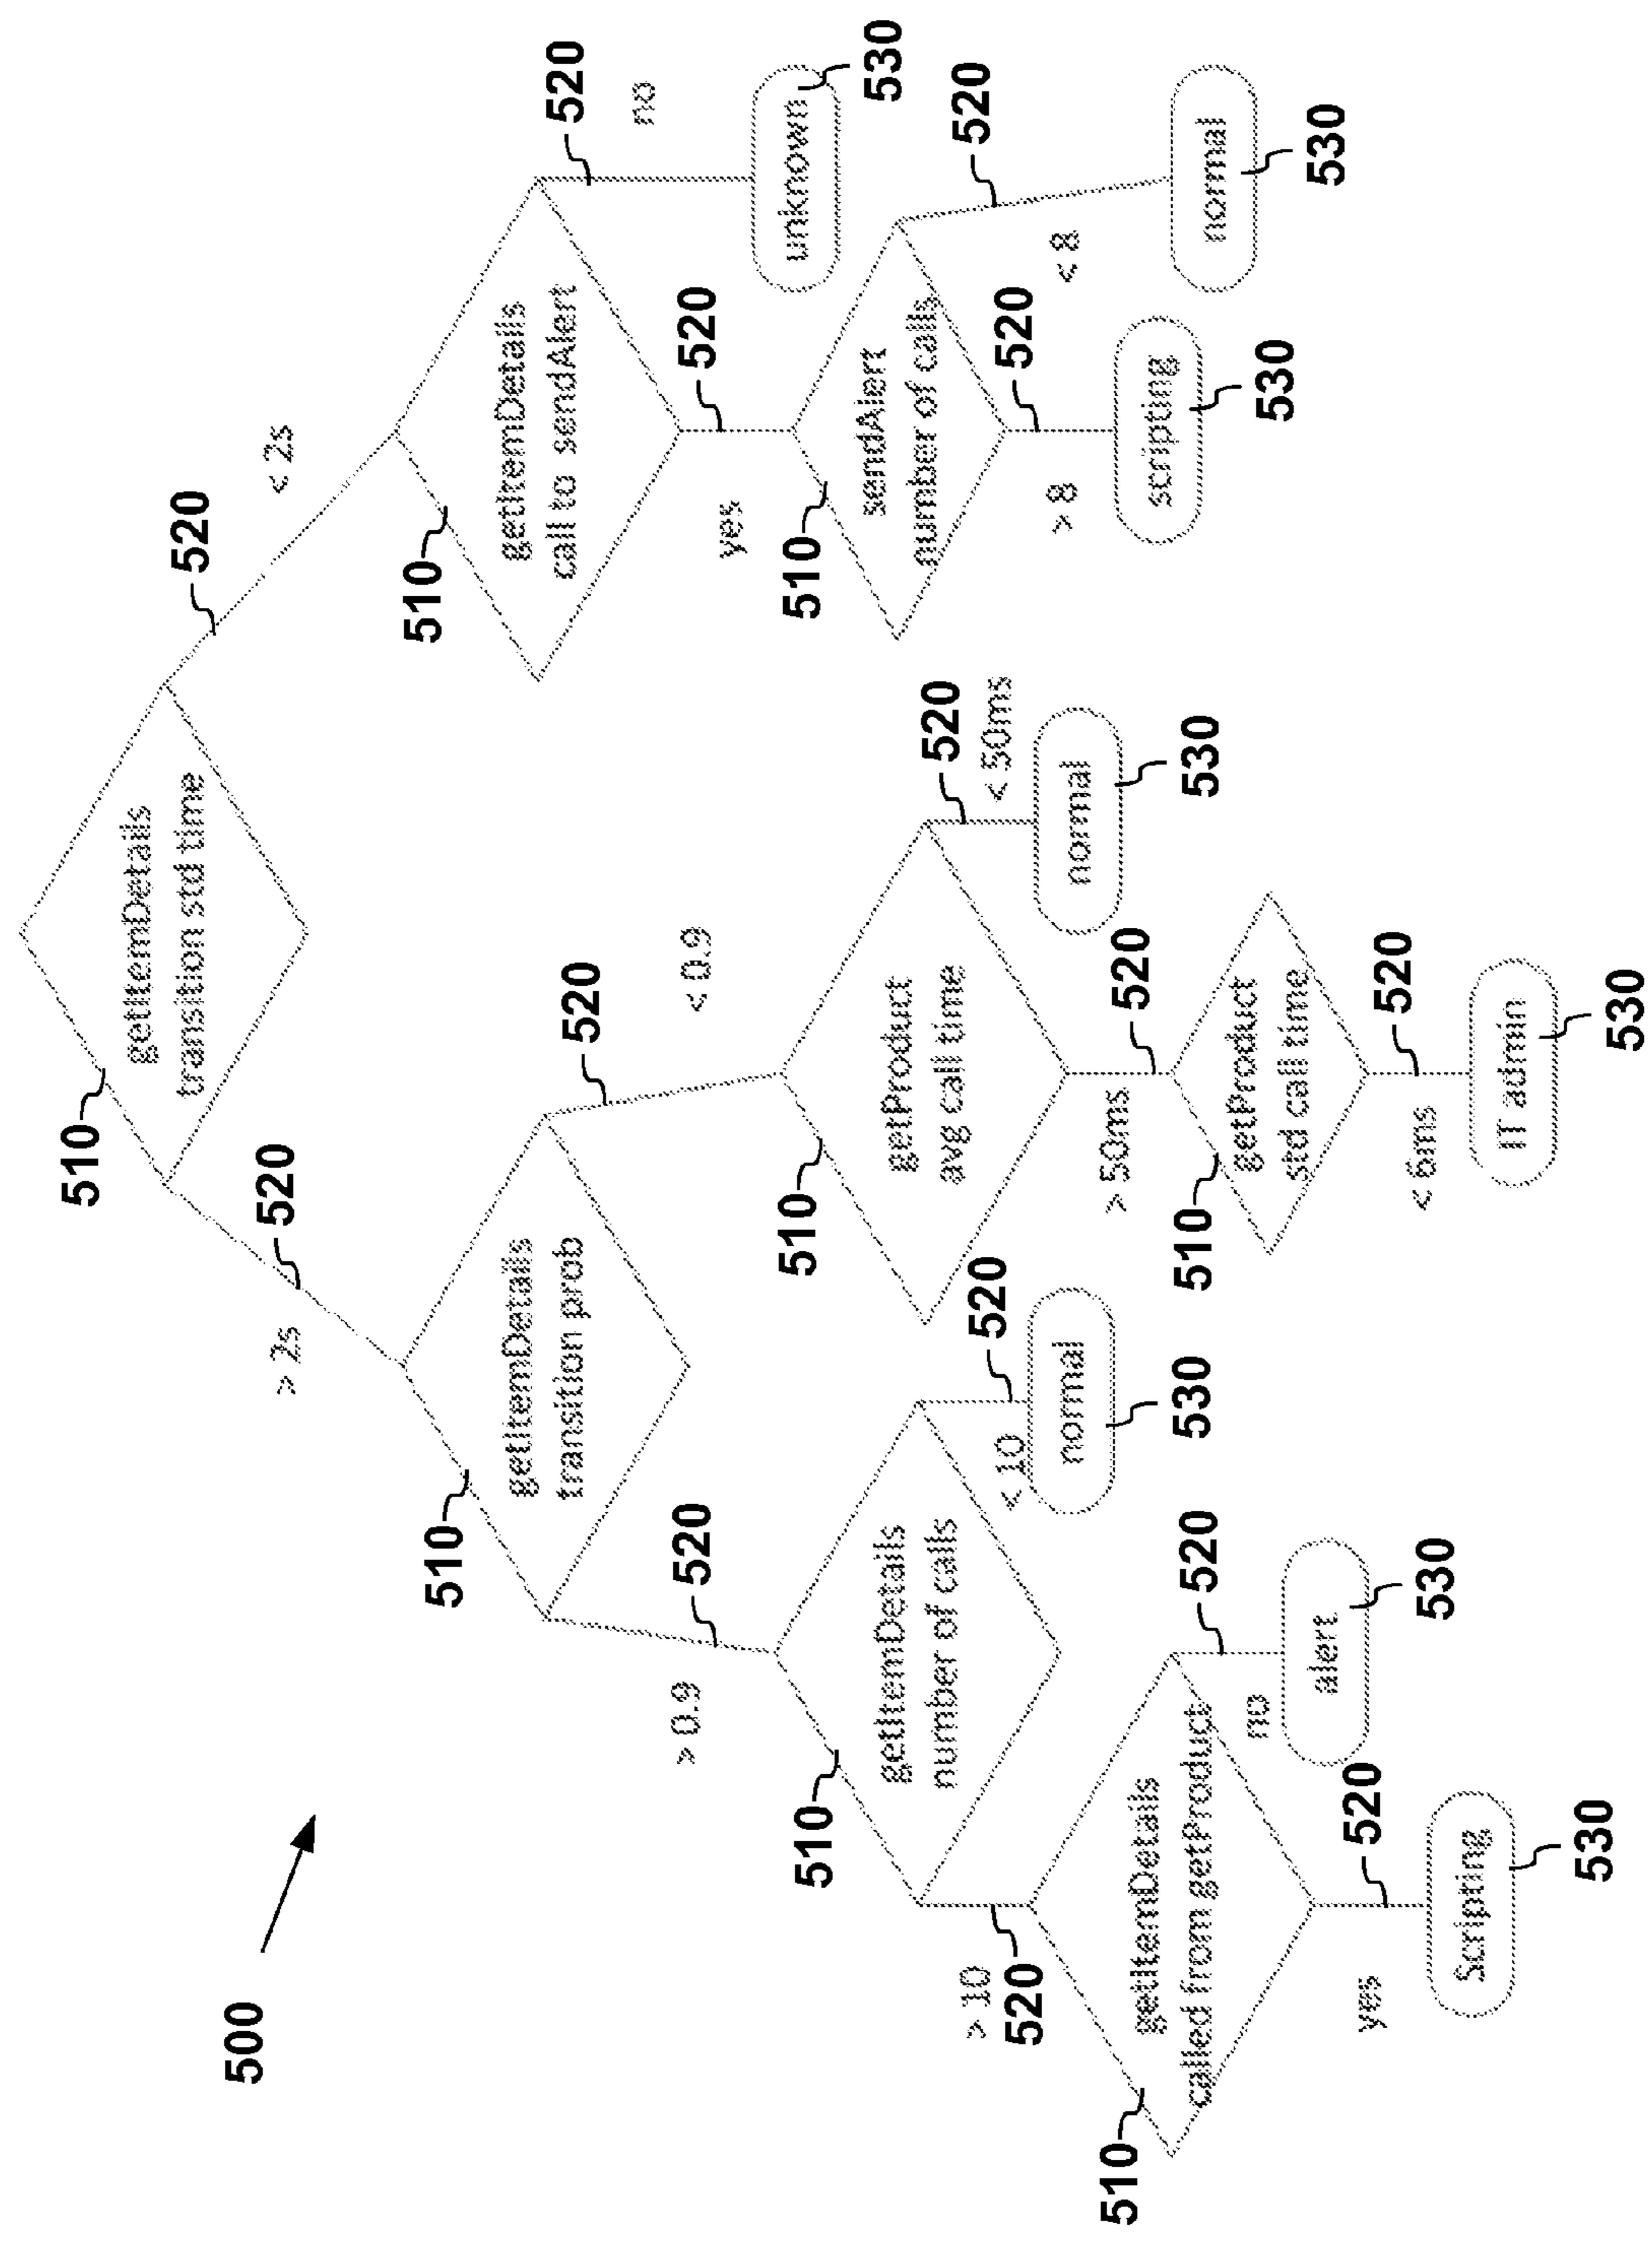 500
510
getItemDetails
transition std time
520
> 2s
520
< 2s
510
getItemDetails
transition prob
510
getItemDetails
call to sendAlert
520
no
unknown
530
520
> 0.9
520
< 0.9
520
yes
510
getItemDetails
number of calls
510
getProduct
avg call time
510
sendAlert
number of calls
> 10
520
520
< 10
normal
530
520
< 50ms
normal
530
520
> 8
520
< 8
scripting
530
normal
530
510
getItemDetails
called from getProduct
520
no
alert
530
> 50ms
520
510
getProduct
std call time
yes
520
Scripting
530
< 6ms
520
IT admin
530